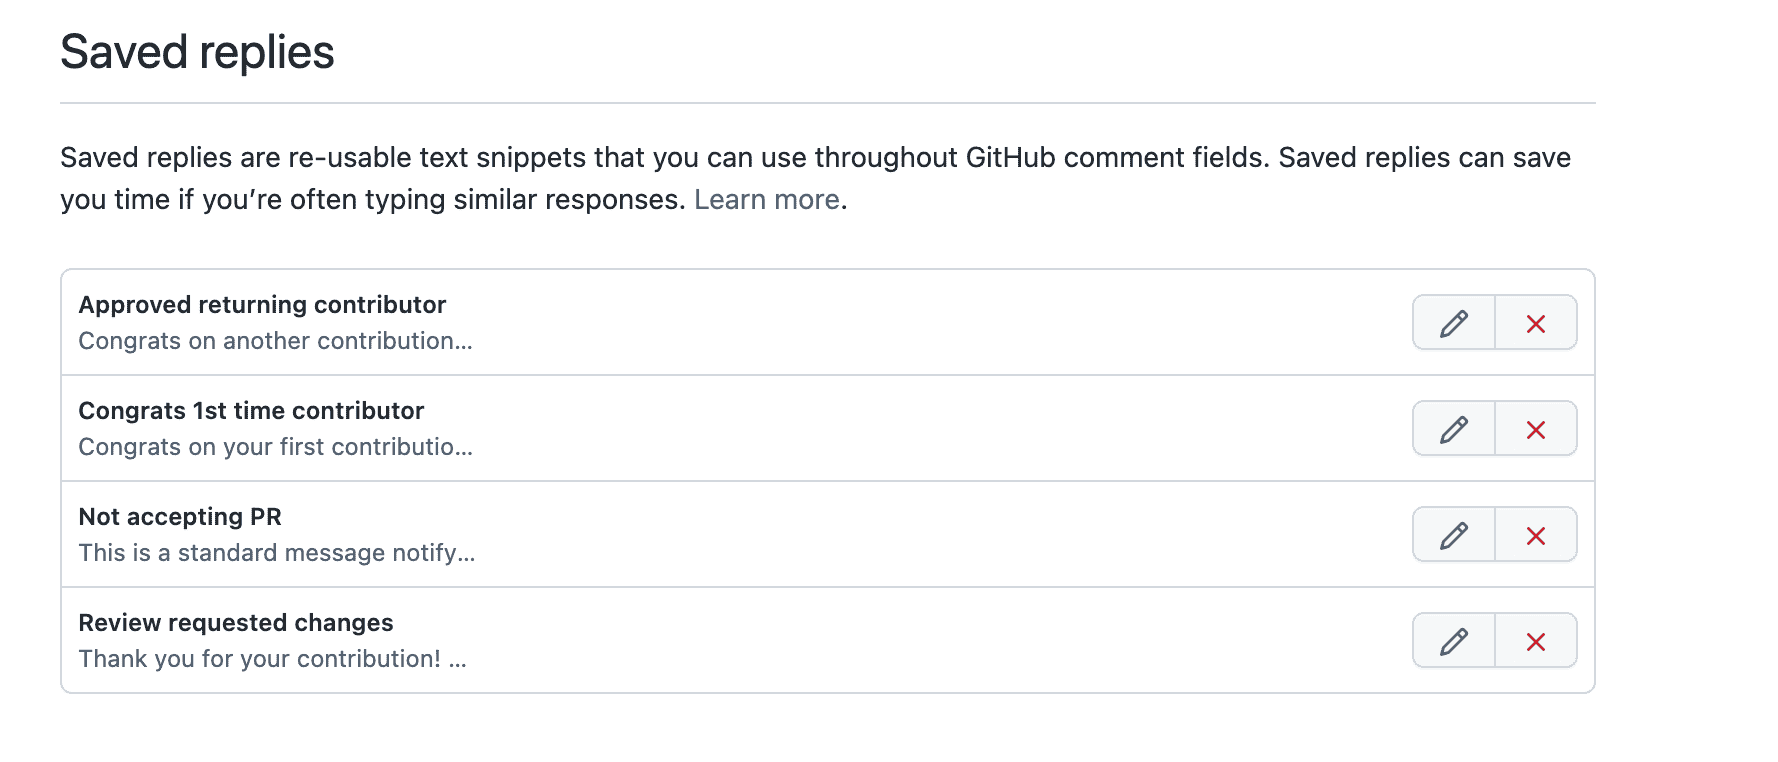 Saved replies
Saved replies are re-usable text snippets that you can use throughout GitHub comment fields. Saved replies can save
you time if you’re often typing similar responses. Learn more.
Approved returning contributor
Congrats on another contribution...
Congrats 1st time contributor
Congrats on your first contributio...
Not accepting PR
This is a standard message notify...
Review requested changes
Thank you for your contribution! ...